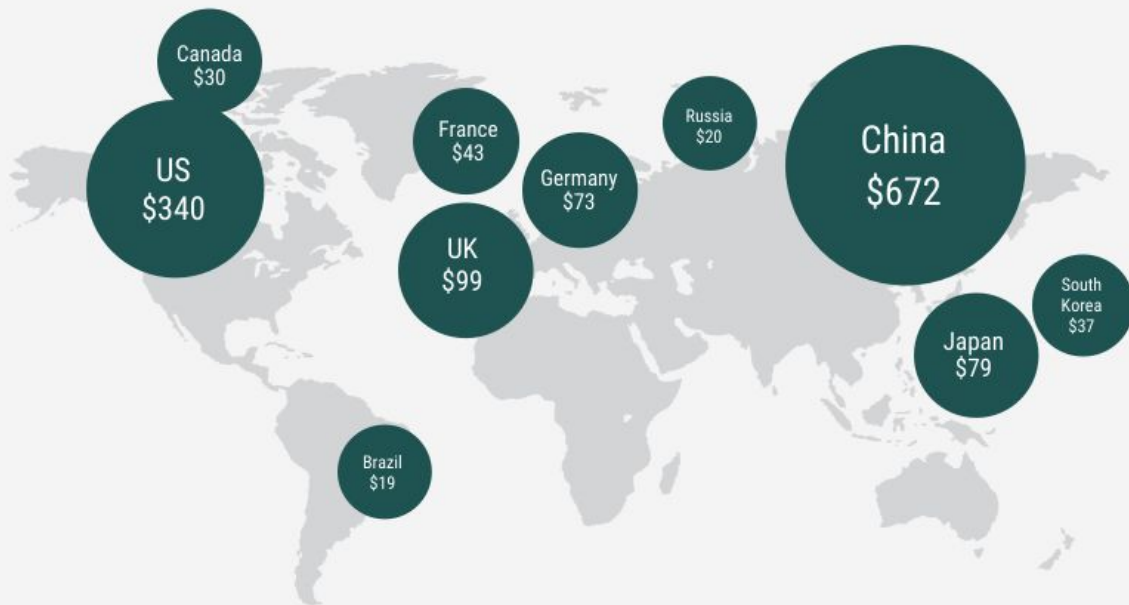 Canada
$30
US
$340
France
$43
Germany
$73
UK
$99
Russia
$20
China
$672
South
Korea
$37
Japan
$79
Brazil
$19